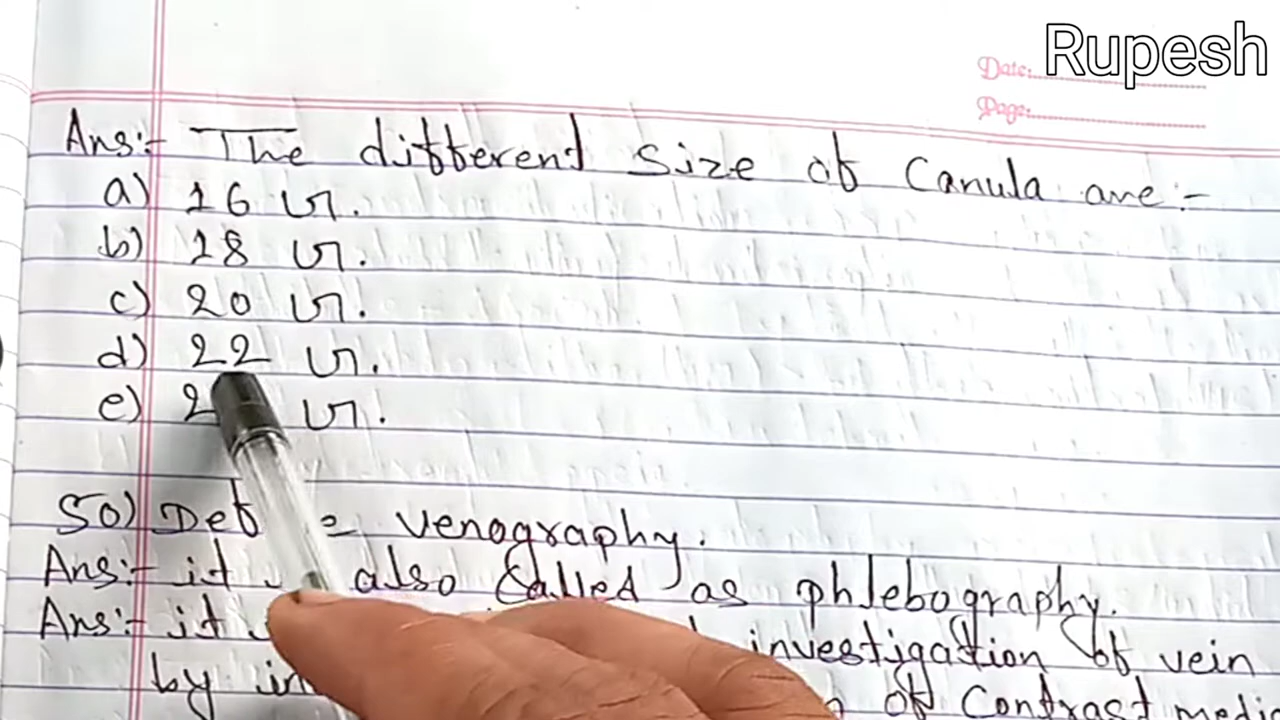 Rupesh
Date:
Page:
Ans:- The different size of Canula are:-
a) 16 G.
b) 18 G.
c) 20 G.
d) 22 G.
e) 2 G.
50) Def = venography.
Ans:- it also called as phlebography.
Ans:- it investigation of vein
by of Contrast